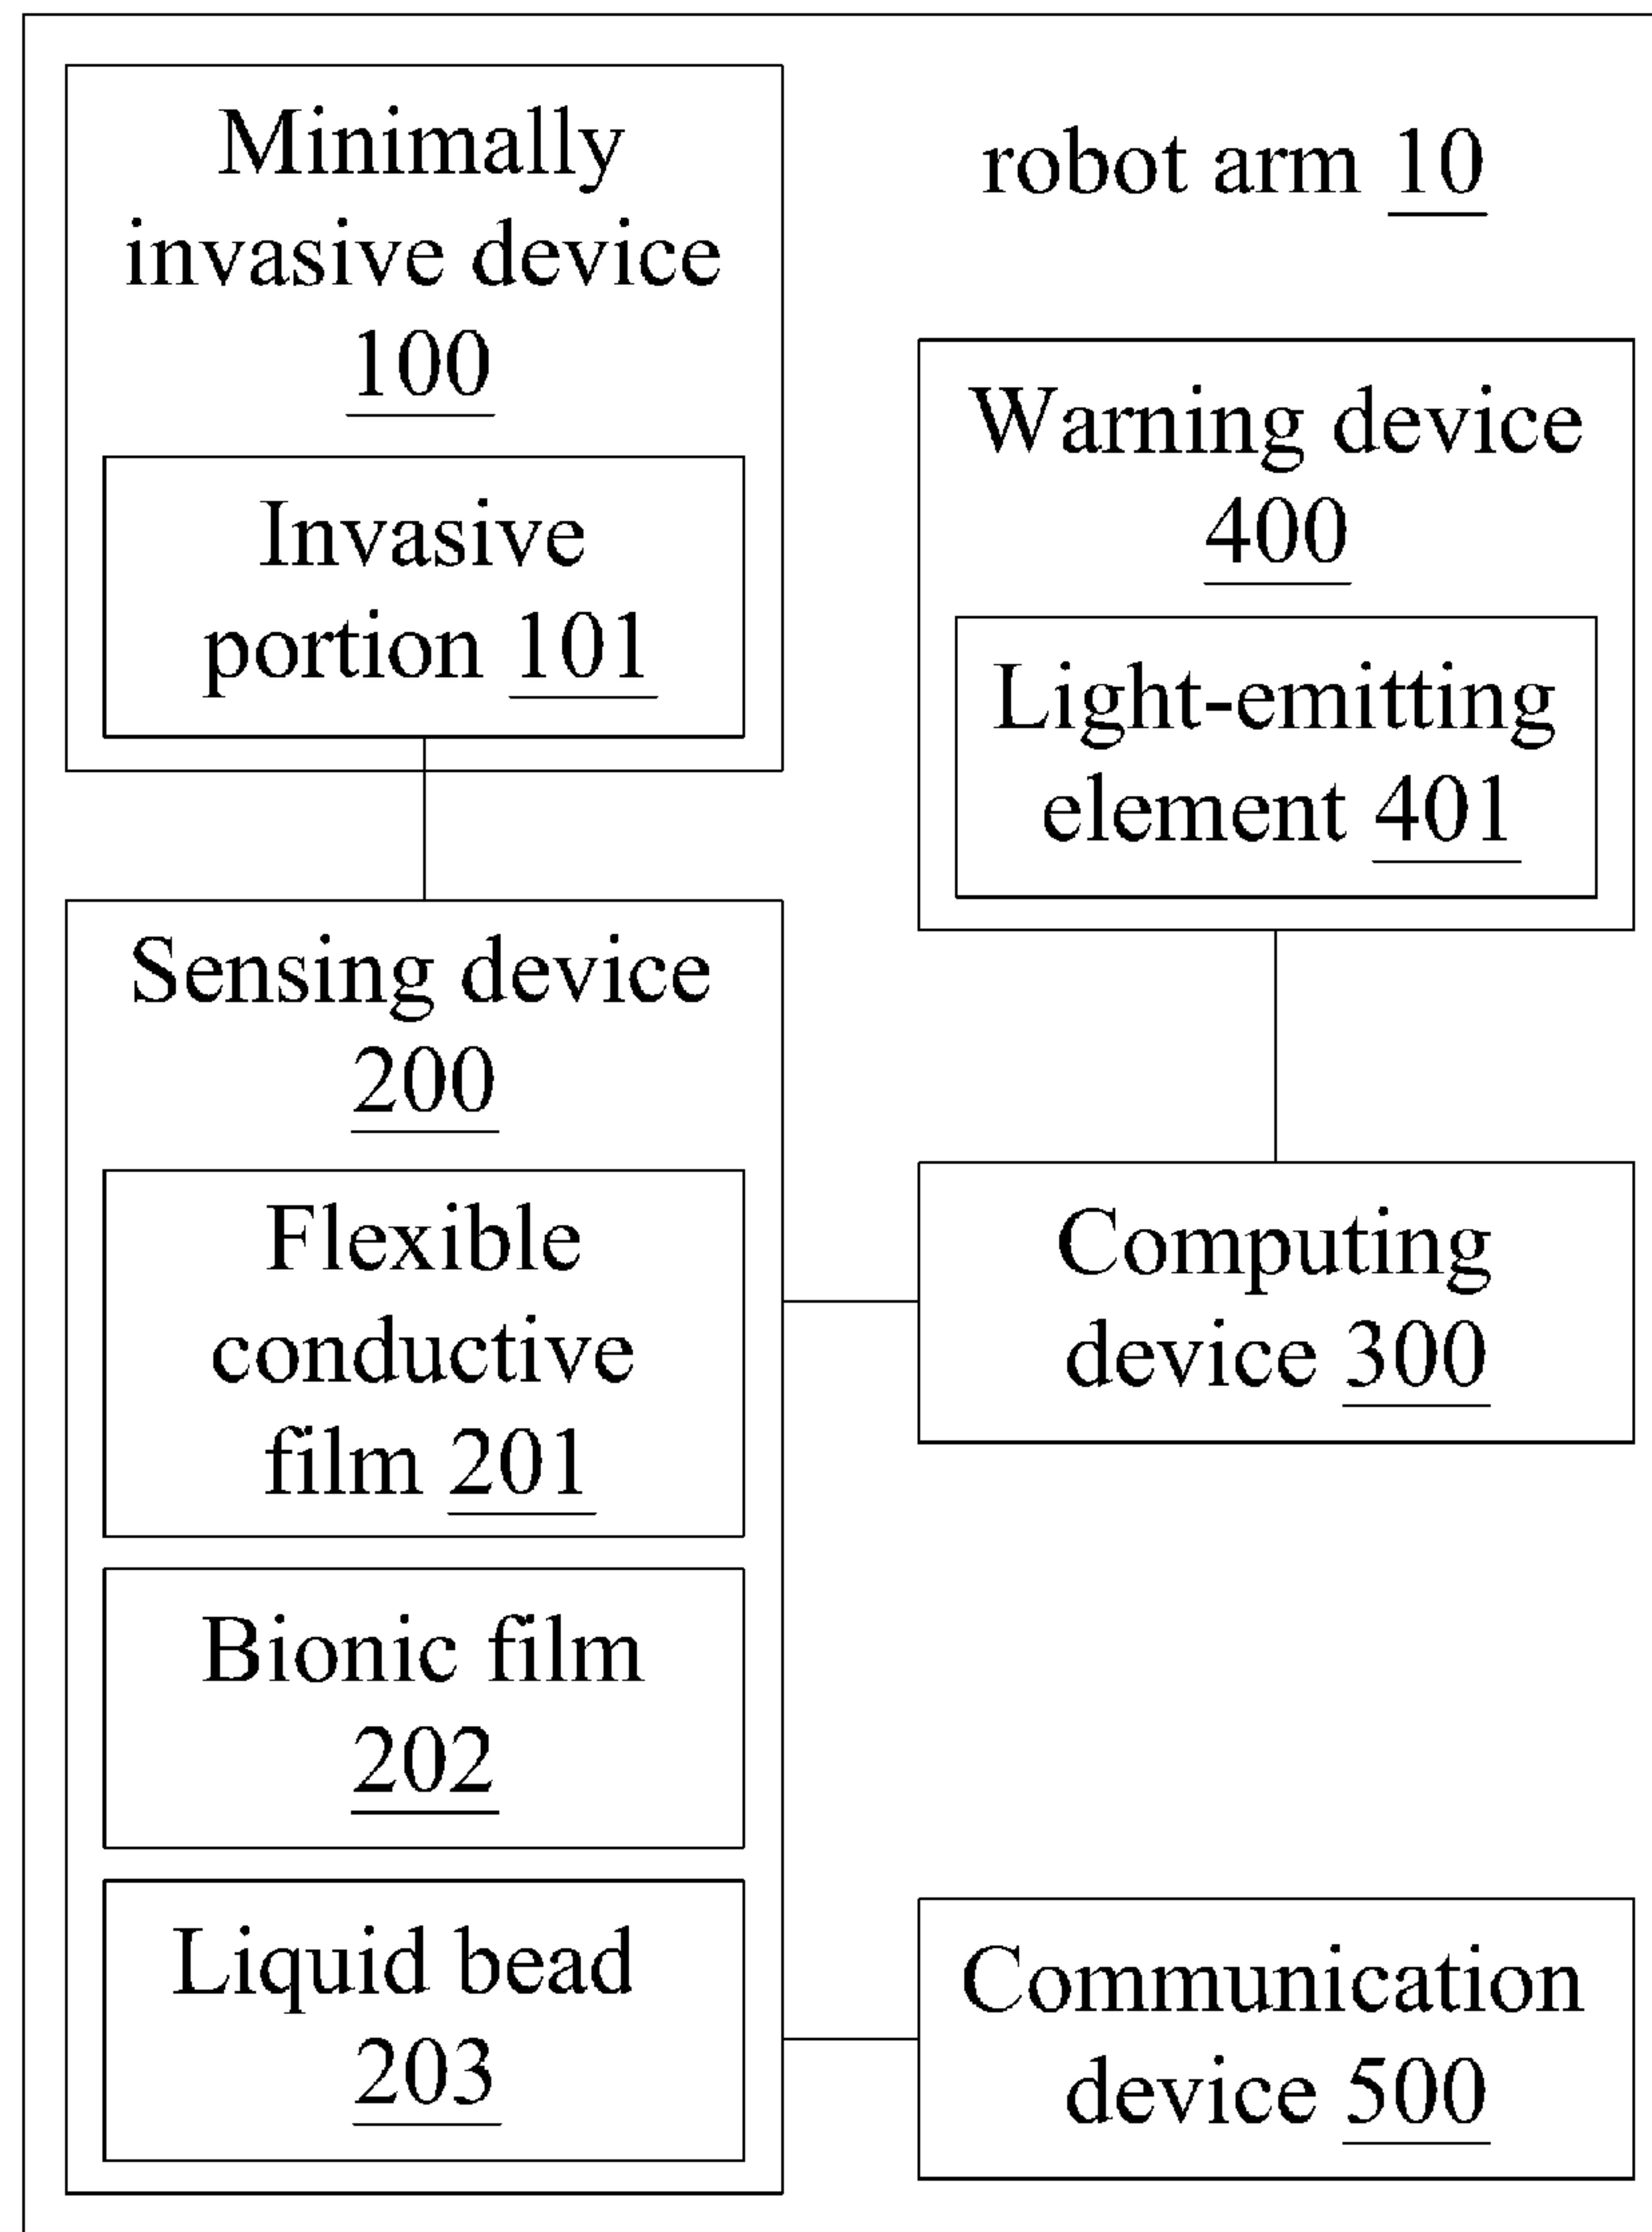 Minimally
invasive device
100
Invasive
portion 101
robot arm 10
Warning device
400
Light-emitting
element 401
Sensing device
200
Flexible
conductive
film 201
Bionic film
202
Liquid bead
203
Computing
device 300
Communication
device 500